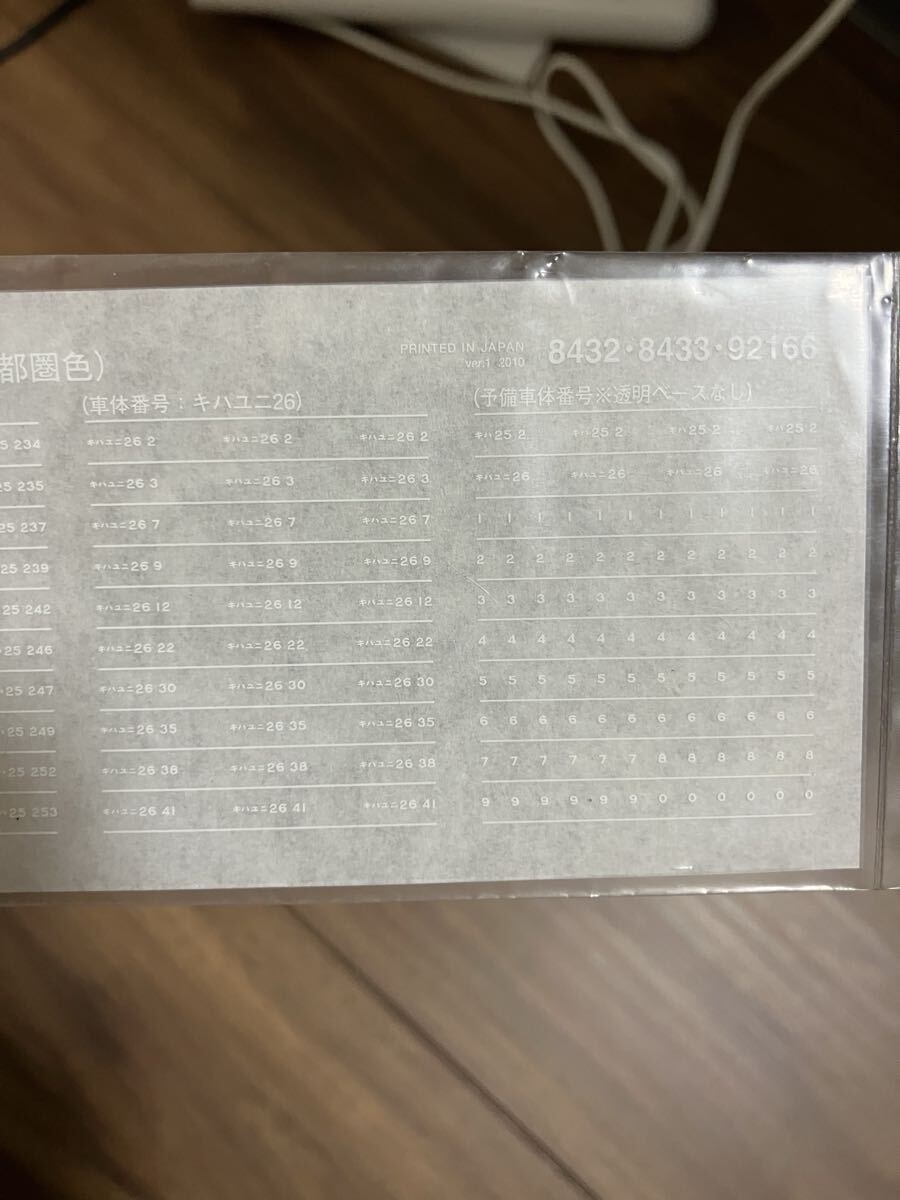 都圏色)
PRINTED IN JAPAN
ver.1 .2010
8432・8433・92166
(車体番号：キハユニ26)
(予備車体番号※透明ベースなし)
25 234
25 235
25 237
25 239
25 242
25 246
25 247
25 249
25 252
25 253
キハユニ26 2 キハユニ26 2 キハユニ26 2
キハユニ26 3 キハユニ26 3 キハユニ26 3
キハユニ26 7 キハユニ26 7 キハユニ26 7
キハユニ26 9 キハユニ26 9 キハユニ26 9
キハユニ26 12 キハユニ26 12 キハユニ26 12
キハユニ26 22 キハユニ26 22 キハユニ26 22
キハユニ26 30 キハユニ26 30 キハユニ26 30
キハユニ26 35 キハユニ26 35 キハユニ26 35
キハユニ26 38 キハユニ26 38 キハユニ26 38
キハユニ26 41 キハユニ26 41 キハユニ26 41
キハ25 2 キハ25 2 キハ25 2 キハ25 2
キハユニ26 キハユニ26 キハユニ26 キハユニ26
1 1 1 1 1 1 1 1 1 1 1 1
2 2 2 2 2 2 2 2 2 2 2 2
3 3 3 3 3 3 3 3 3 3 3 3
4 4 4 4 4 4 4 4 4 4 4 4
5 5 5 5 5 5 5 5 5 5 5 5
6 6 6 6 6 6 6 6 6 6 6 6
7 7 7 7 7 7 8 8 8 8 8 8
9 9 9 9 9 9 0 0 0 0 0 0